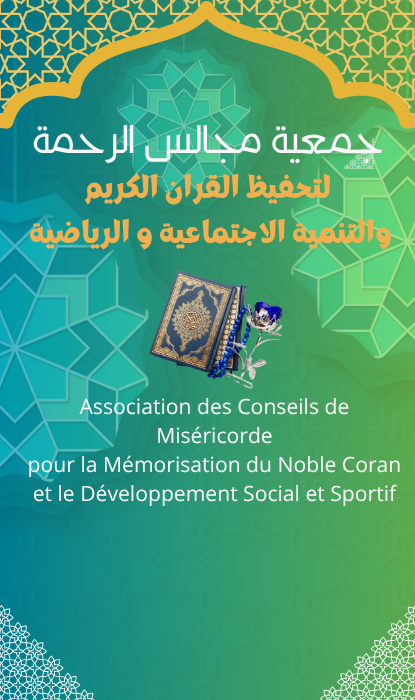 جمعية مجالس الرحمة
لتحفيظ القران الكريم
والتنمية الاجتماعية و الرياضية
Association des Conseils de
Miséricorde
pour la Mémorisation du Noble Coran
et le Développement Social et Sportif